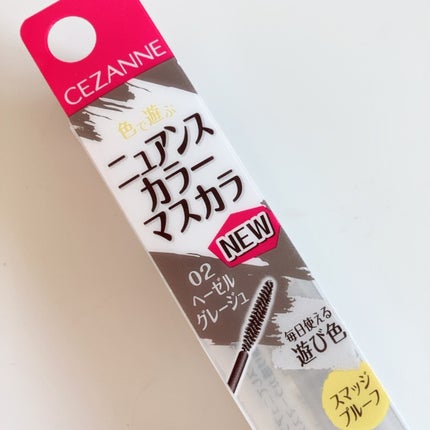 CEZANNE
色で遊ぶ
ニュアンス
カラー
マスカラ
NEW
02
ヘーゼル
グレージュ
毎日使える
遊び色
スマッジ
プルーフ